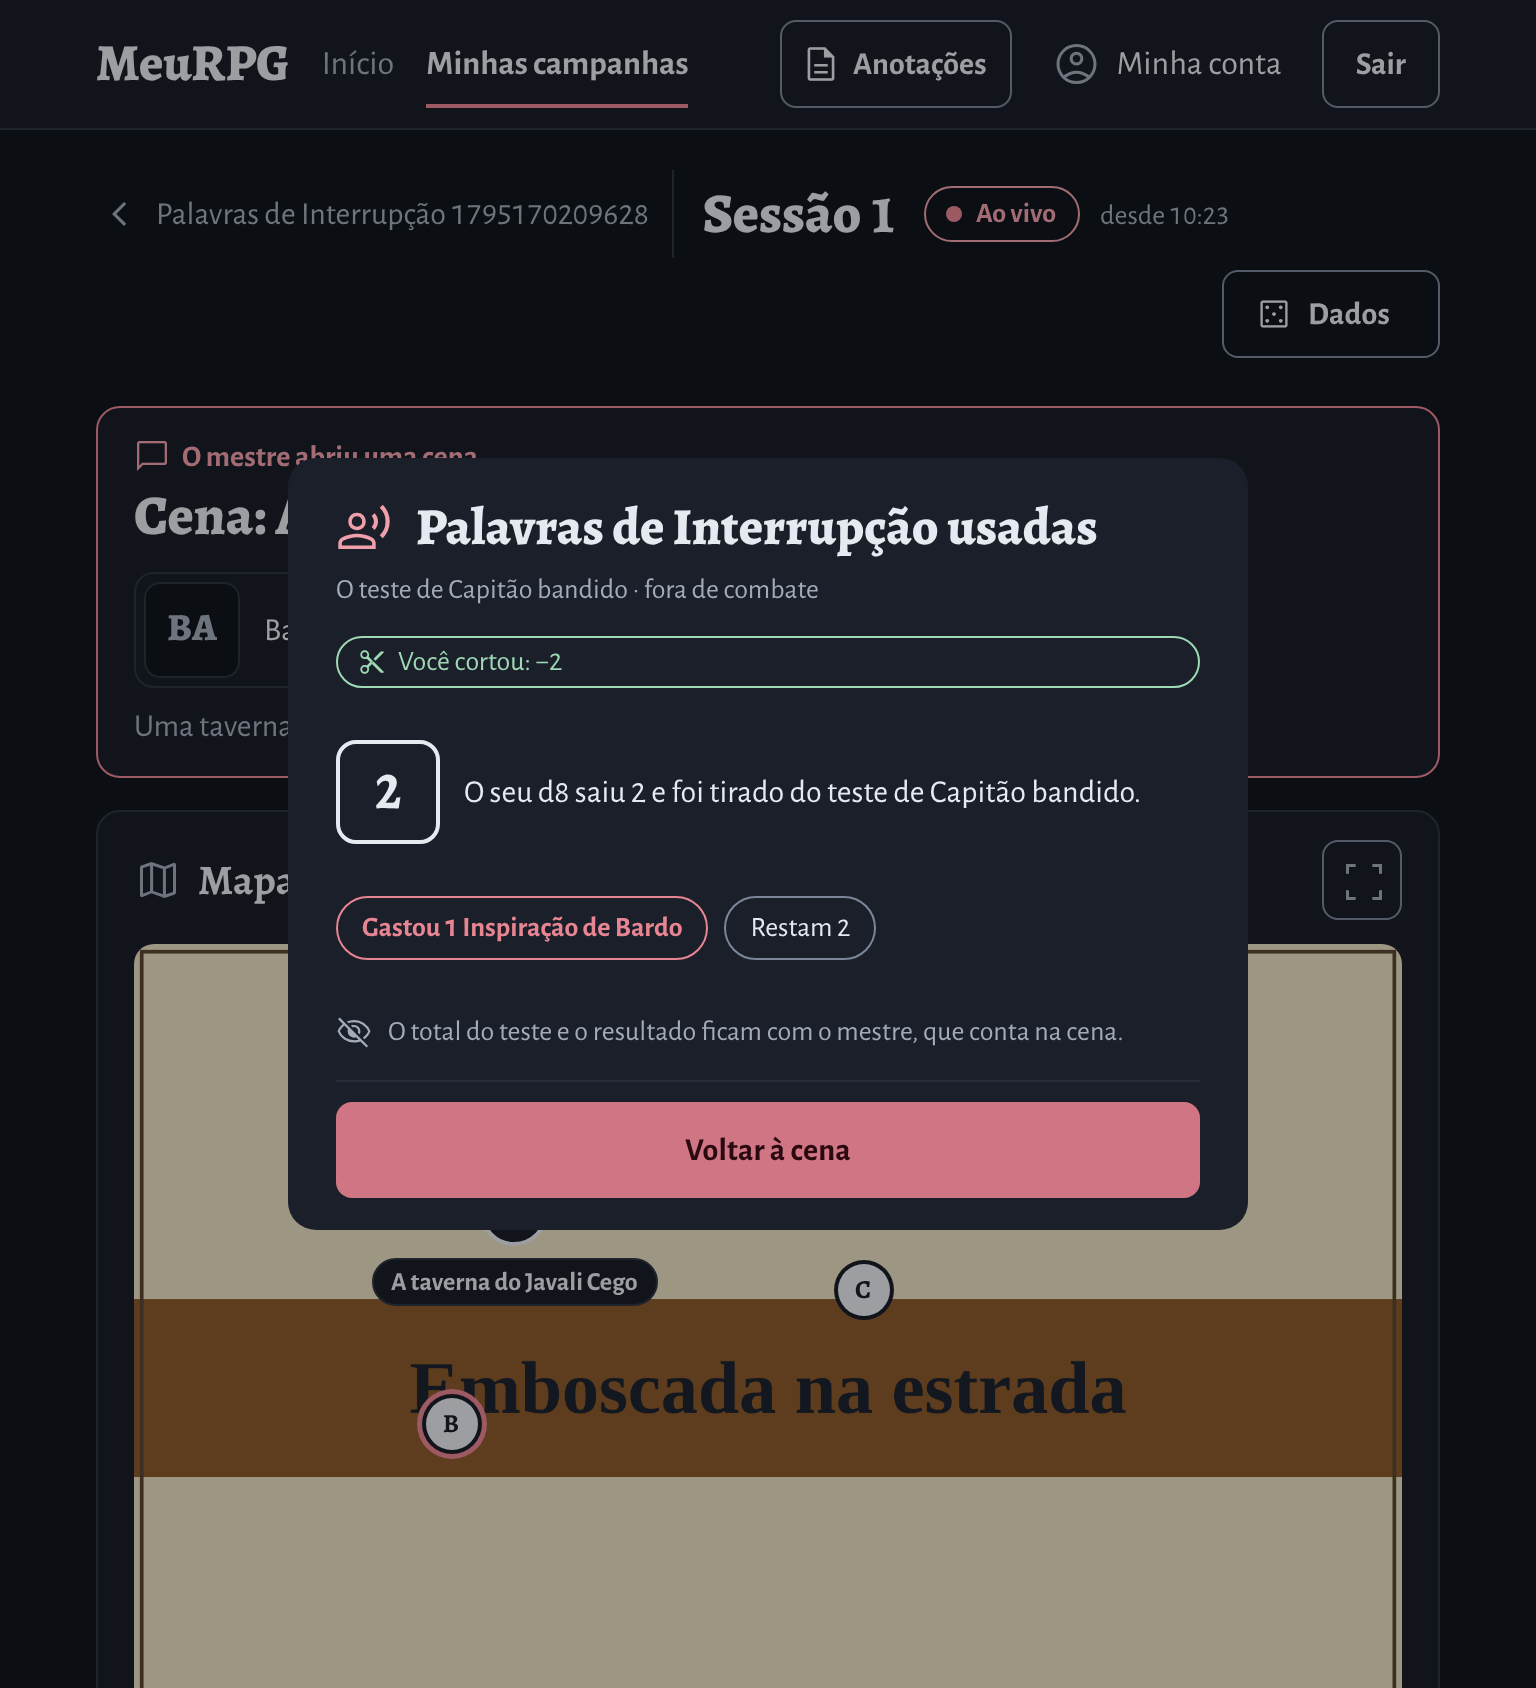 MeuRPG Início Minhas campanhas Anotações Minha conta Sair
Palavras de Interrupção 1795170209628 Sessão 1 Ao vivo desde 10:23
Dados
O mestre abriu uma cena
Cena:
BA
Palavras de Interrupção usadas
O teste de Capitão bandido · fora de combate
Você cortou: −2
2 O seu d8 saiu 2 e foi tirado do teste de Capitão bandido.
Gastou 1 Inspiração de Bardo Restam 2
O total do teste e o resultado ficam com o mestre, que conta na cena.
Voltar à cena
Uma taverna
Mapa
A taverna do Javali Cego
C
Emboscada na estrada
B